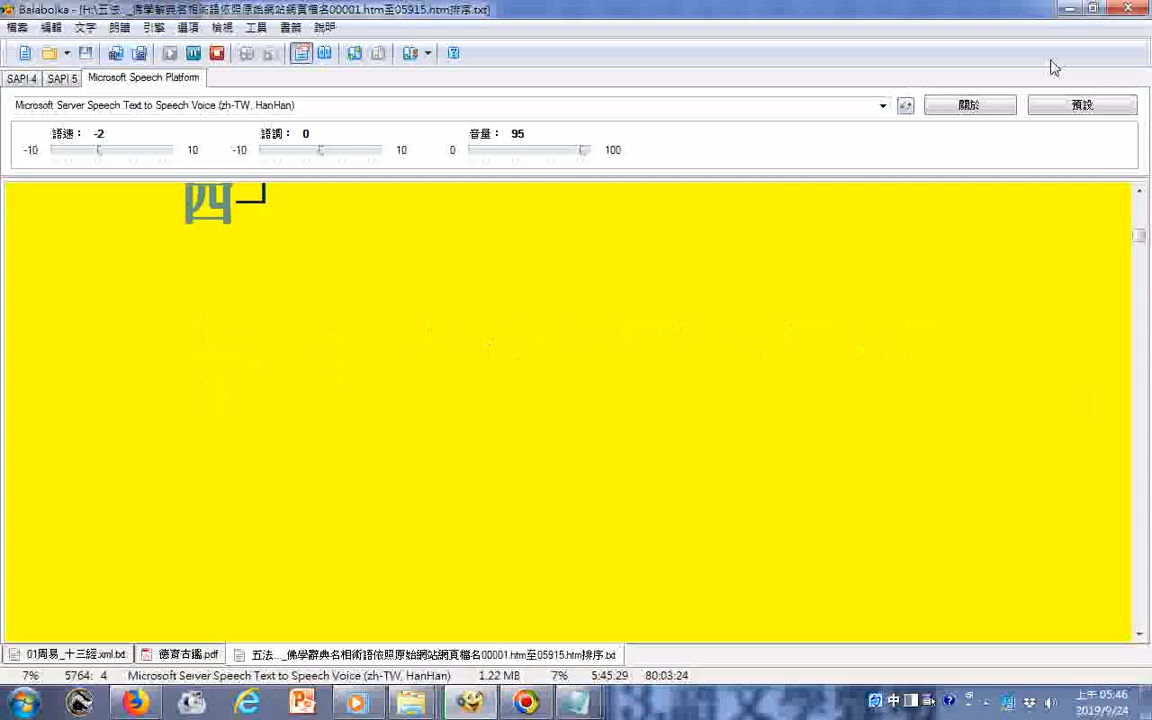 Balabolka - [H:\五法..._佛學辭典名相術語依照原始網站網頁檔名00001.htm至05915.htm排序.txt]
檔案 編輯 文字 朗讀 引擎 選項 檢視 工具 書籤 說明
SAPI 4 SAPI 5 Microsoft Speech Platform
Microsoft Server Speech Text to Speech Voice (zh-TW, HanHan) 關於 預設
語速： -2 語調： 0 音量： 95
-10 10 -10 10 0 100
四」
01周易_十三經.xml.txt 德育古鑑.pdf 五法..._佛學辭典名相術語依照原始網站網頁檔名00001.htm至05915.htm排序.txt
7% 5764: 4 Microsoft Server Speech Text to Speech Voice (zh-TW, HanHan) 1.22 MB 7% 5:45.29 80:03:24
中 上午 05:46
2019/9/24